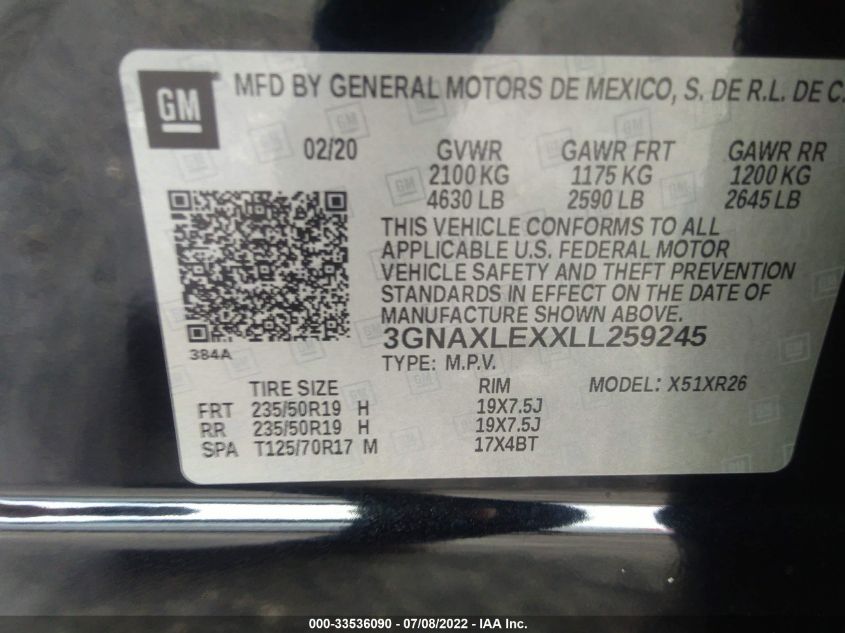 GM
MFD BY GENERAL MOTORS DE MEXICO, S. DE R.L. DE C.
02/20 GVWR GAWR FRT GAWR RR
2100 KG 1175 KG 1200 KG
4630 LB 2590 LB 2645 LB
THIS VEHICLE CONFORMS TO ALL
APPLICABLE U.S. FEDERAL MOTOR
VEHICLE SAFETY AND THEFT PREVENTION
STANDARDS IN EFFECT ON THE DATE OF
MANUFACTURE SHOWN ABOVE.
384A
3GNAXLEXXLL259245
TYPE: M.P.V.
TIRE SIZE RIM MODEL: X51XR26
FRT 235/50R19 H 19X7.5J
RR 235/50R19 H 19X7.5J
SPA T125/70R17 M 17X4BT
000-33536090 - 07/08/2022 - IAA Inc.